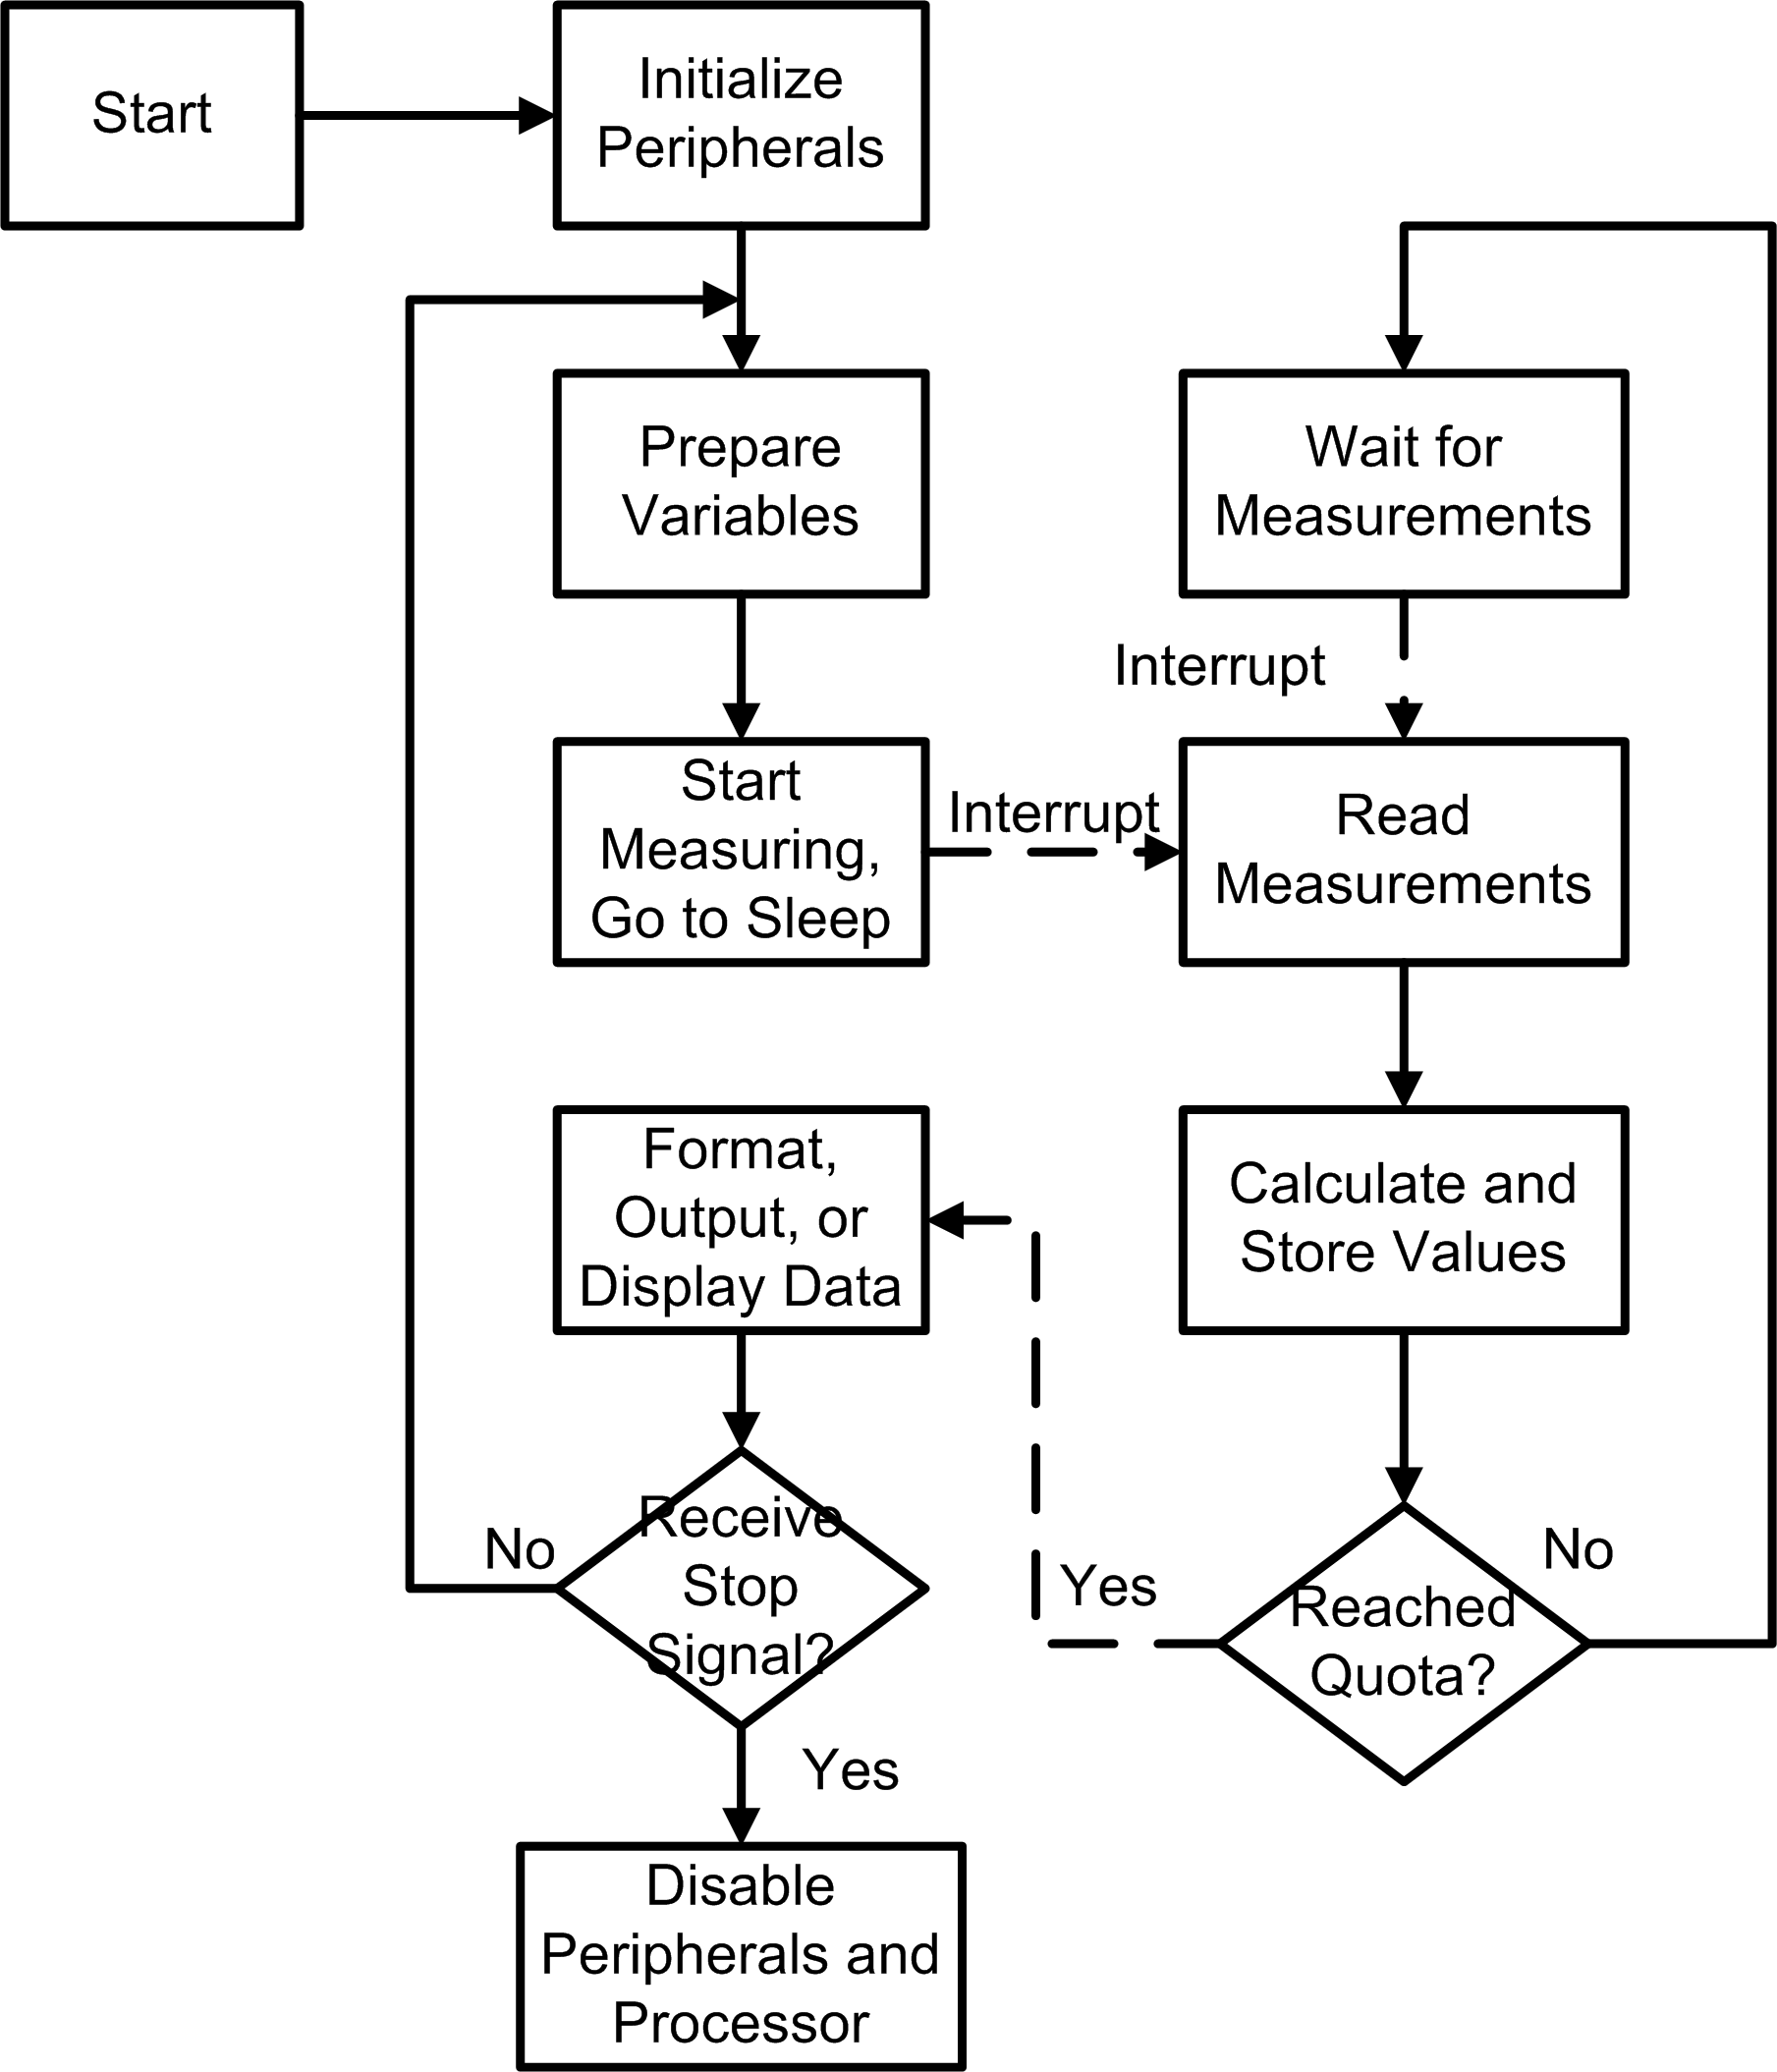 Start
Initialize
Peripherals
Prepare
Variables
Wait for
Measurements
Interrupt
Start
Measuring,
Go to Sleep
Interrupt
Read
Measurements
Format,
Output, or
Display Data
Calculate and
Store Values
Receive
Stop
Signal?
No
Yes
Reached
Quota?
Yes
No
Disable
Peripherals and
Processor